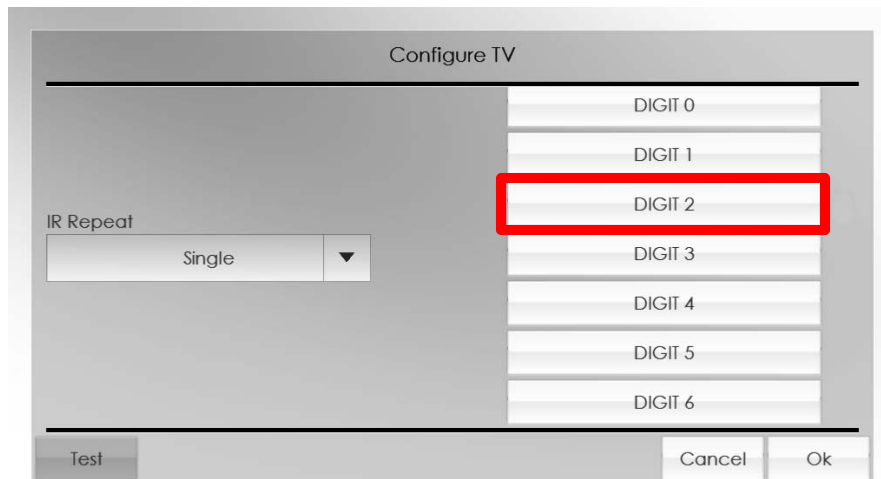 Configure TV
DIGIT 0
DIGIT 1
DIGIT 2
IR Repeat
Single
DIGIT 3
DIGIT 4
DIGIT 5
DIGIT 6
Test
Cancel
Ok